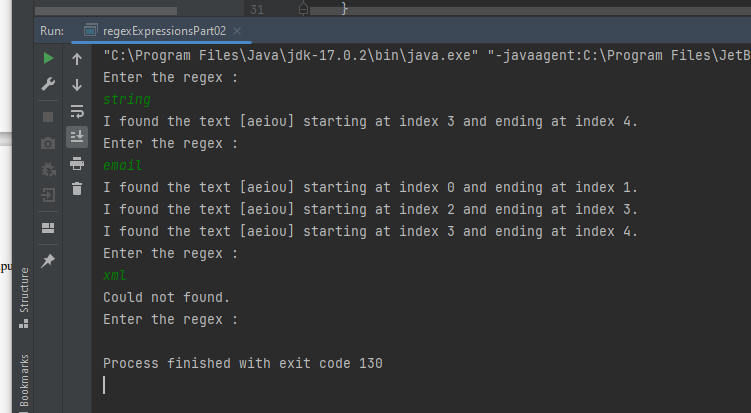 31 }
Run: regexExpressionsPart02 ×
"C:\Program Files\Java\jdk-17.0.2\bin\java.exe" "-javaagent:C:\Program Files\JetB
Enter the regex :
string
I found the text [aeiou] starting at index 3 and ending at index 4.
Enter the regex :
email
I found the text [aeiou] starting at index 0 and ending at index 1.
I found the text [aeiou] starting at index 2 and ending at index 3.
I found the text [aeiou] starting at index 3 and ending at index 4.
Enter the regex :
xml
Could not found.
Enter the regex :
Process finished with exit code 130
Structure
Bookmarks